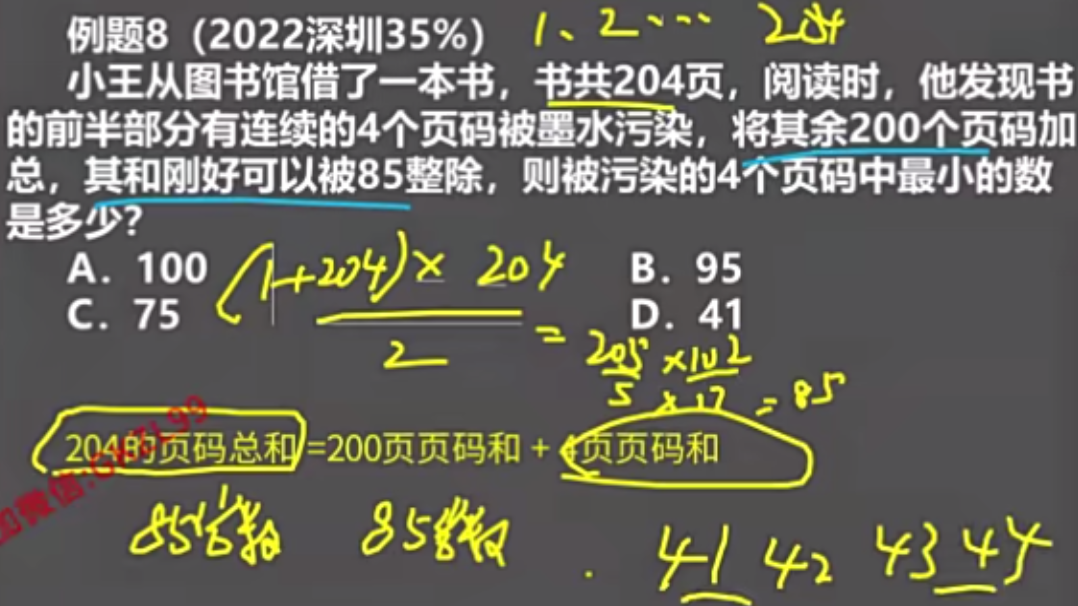 例题8（2022深圳35%） 1、2…… 204
小王从图书馆借了一本书，书共204页，阅读时，他发现书
的前半部分有连续的4个页码被墨水污染，将其余200个页码加
总，其和刚好可以被85整除，则被污染的4个页码中最小的数
是多少？
A．100 B．95
C．75 D．41
(1+204)×204
2
= 205×102
5 × 17 = 85
204的页码总和=200页页码和 + 4页页码和
加微信:GKZL99
85倍数 85倍数 41 42 43 44